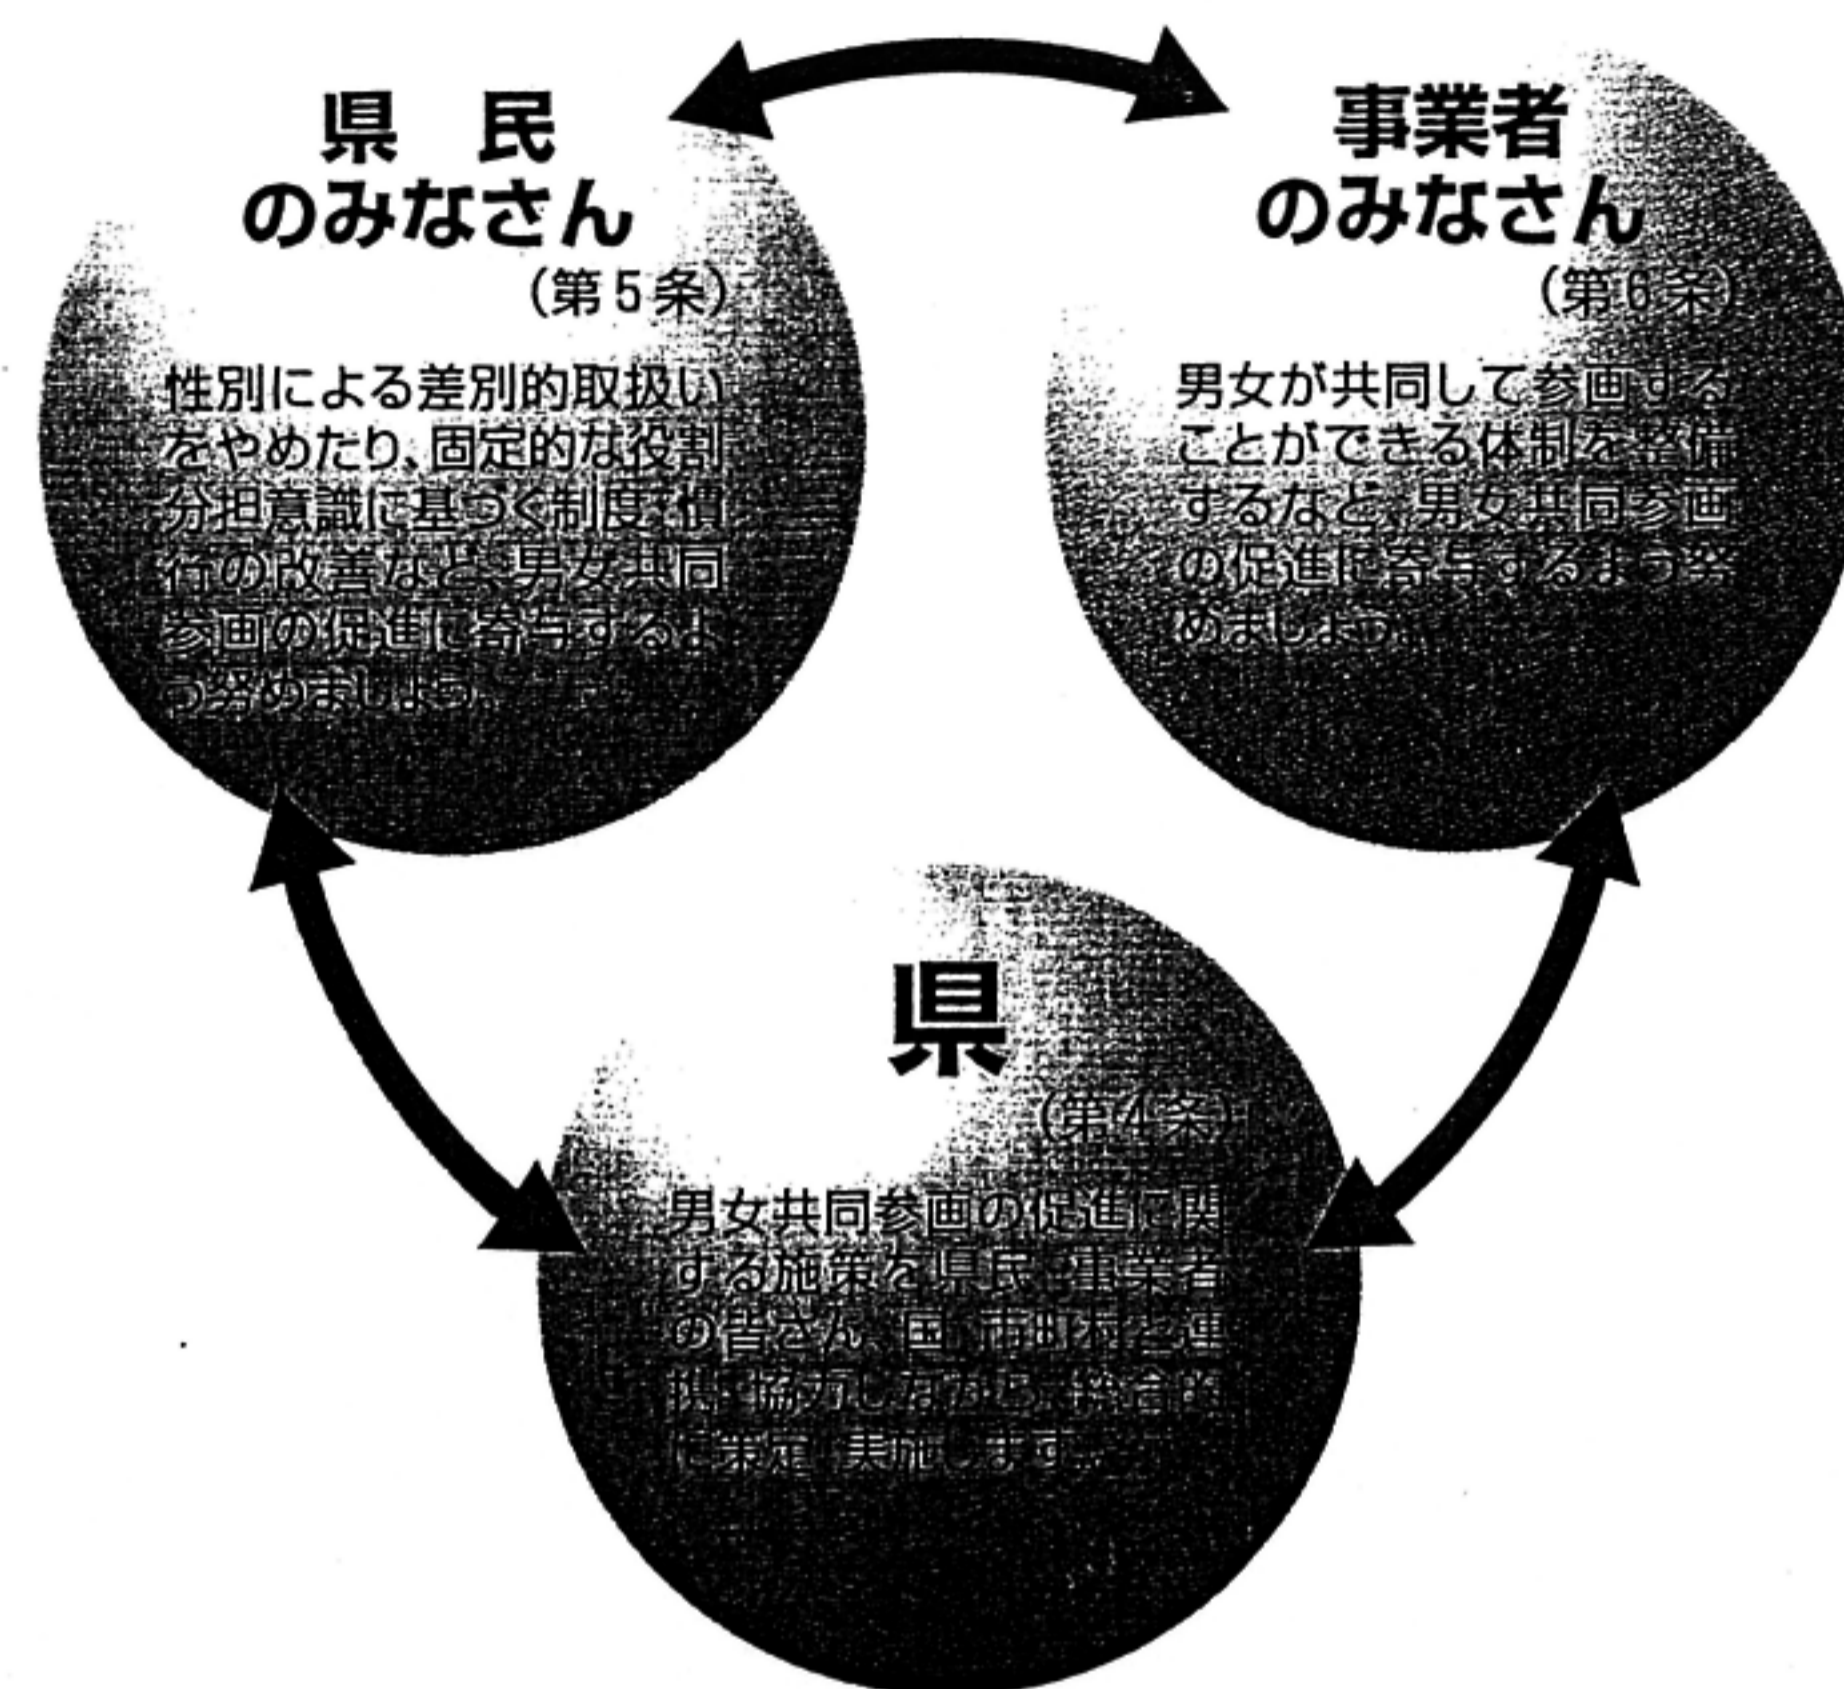 県 民
のみなさん
(第5条)
性別による差別的取扱い
をやめたり、固定的な役割
分担意識に基づく制度・慣
行の改善など、男女共同
参画の促進に寄与するよ
う努めましょう。
事業者
のみなさん
(第6条)
男女が共同して参画する
ことができる体制を整備
するなど、男女共同参画
の促進に寄与するよう努
めましょう。
県
(第4条)
男女共同参画の促進に関
する施策を県民・事業者
の皆さん、国、市町村と連
携・協力しながら、総合的
に策定・実施します。